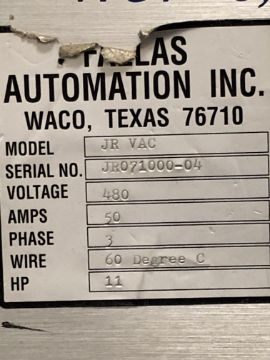 PALLAS
AUTOMATION INC.
WACO, TEXAS 76710
MODEL JR VAC
SERIAL NO. JR071000-04
VOLTAGE 480
AMPS 50
PHASE 3
WIRE 60 Degree C
HP 11